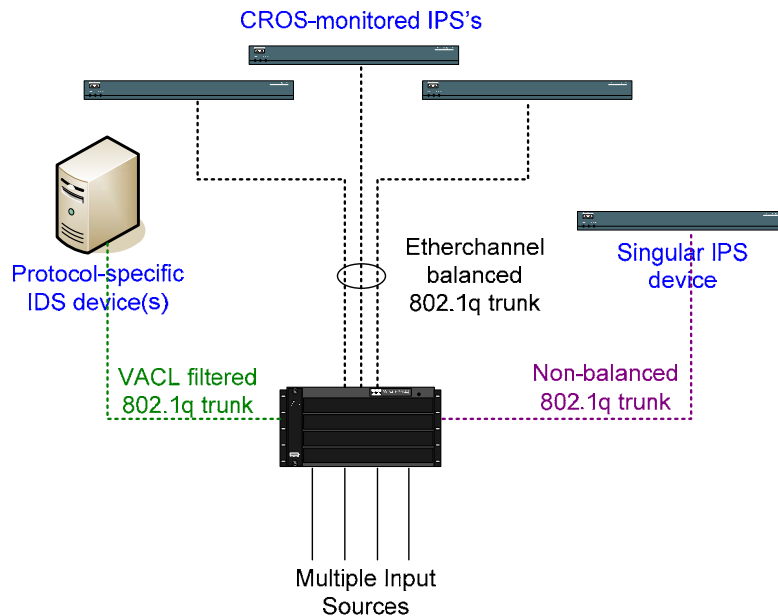 CROS-monitored IPS's
Protocol-specific
IDS device(s)
Etherchannel
balanced
802.1q trunk
Singular IPS
device
VACL filtered
802.1q trunk
Non-balanced
802.1q trunk
Multiple Input
Sources